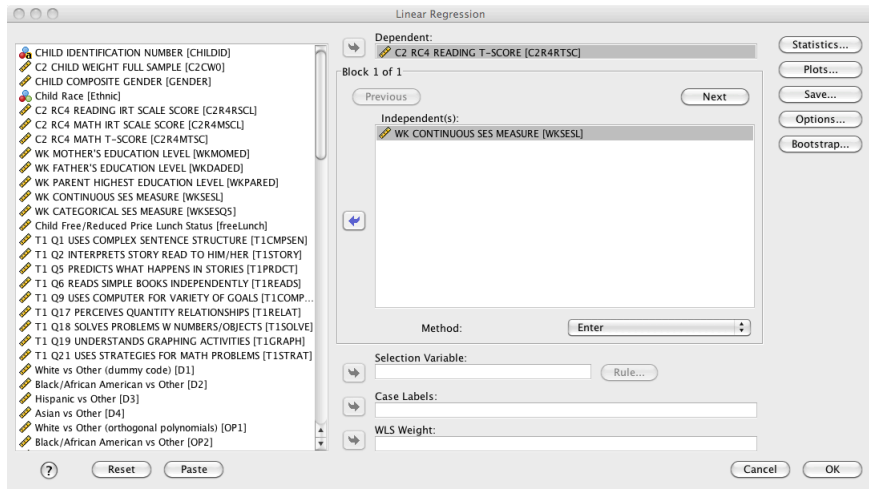 Linear Regression
CHILD IDENTIFICATION NUMBER [CHILDID]
C2 CHILD WEIGHT FULL SAMPLE [C2CW0]
CHILD COMPOSITE GENDER [GENDER]
Child Race [Ethnic]
C2 RC4 READING IRT SCALE SCORE [C2R4RSCL]
C2 RC4 MATH IRT SCALE SCORE [C2R4MSCL]
C2 RC4 MATH T-SCORE [C2R4MTSC]
WK MOTHER'S EDUCATION LEVEL [WKMOMED]
WK FATHER'S EDUCATION LEVEL [WKDADED]
WK PARENT HIGHEST EDUCATION LEVEL [WKPARED]
WK CONTINUOUS SES MEASURE [WKSESL]
WK CATEGORICAL SES MEASURE [WKSESQ5]
Child Free/Reduced Price Lunch Status [freeLunch]
T1 Q1 USES COMPLEX SENTENCE STRUCTURE [T1CMPSEN]
T1 Q2 INTERPRETS STORY READ TO HIM/HER [T1STORY]
T1 Q5 PREDICTS WHAT HAPPENS IN STORIES [T1PRDCT]
T1 Q6 READS SIMPLE BOOKS INDEPENDENTLY [T1READS]
T1 Q9 USES COMPUTER FOR VARIETY OF GOALS [T1COMP...
T1 Q17 PERCEIVES QUANTITY RELATIONSHIPS [T1RELAT]
T1 Q18 SOLVES PROBLEMS W NUMBERS/OBJECTS [T1SOLVE]
T1 Q19 UNDERSTANDS GRAPHING ACTIVITIES [T1GRAPH]
T1 Q21 USES STRATEGIES FOR MATH PROBLEMS [T1STRAT]
White vs Other (dummy code) [D1]
Black/African American vs Other [D2]
Hispanic vs Other [D3]
Asian vs Other [D4]
White vs Other (orthogonal polynomials) [OP1]
Black/African American vs Other [OP2]
Dependent:
C2 RC4 READING T-SCORE [C2R4RTSC]
Block 1 of 1
Previous
Next
Independent(s):
WK CONTINUOUS SES MEASURE [WKSESL]
Method:
Enter
Selection Variable:
Rule...
Case Labels:
WLS Weight:
Statistics...
Plots...
Save...
Options...
Bootstrap...
?
Reset
Paste
Cancel
OK